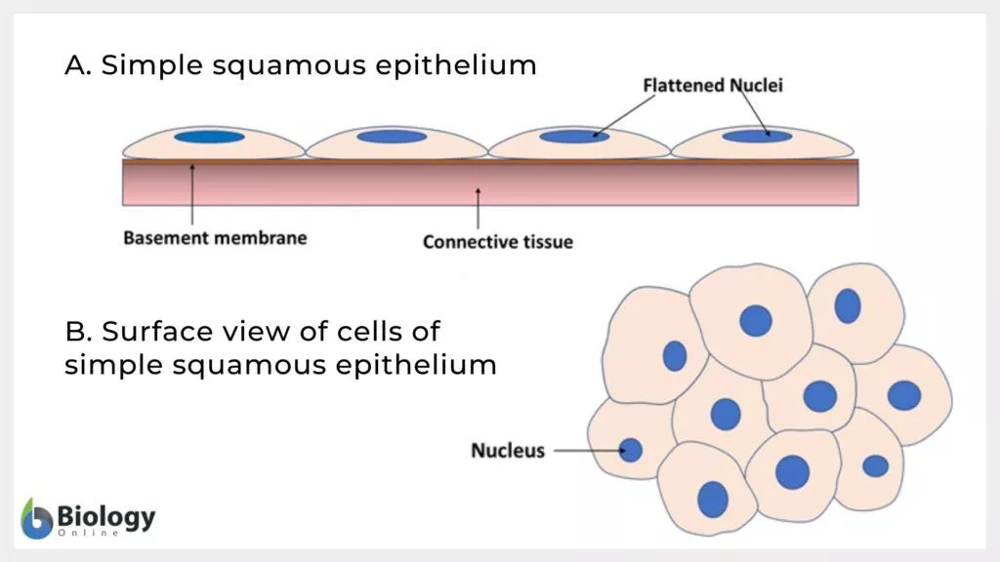 A. Simple squamous epithelium
Flattened Nuclei
Basement membrane
Connective tissue
B. Surface view of cells of
simple squamous epithelium
Nucleus
Biology
Online